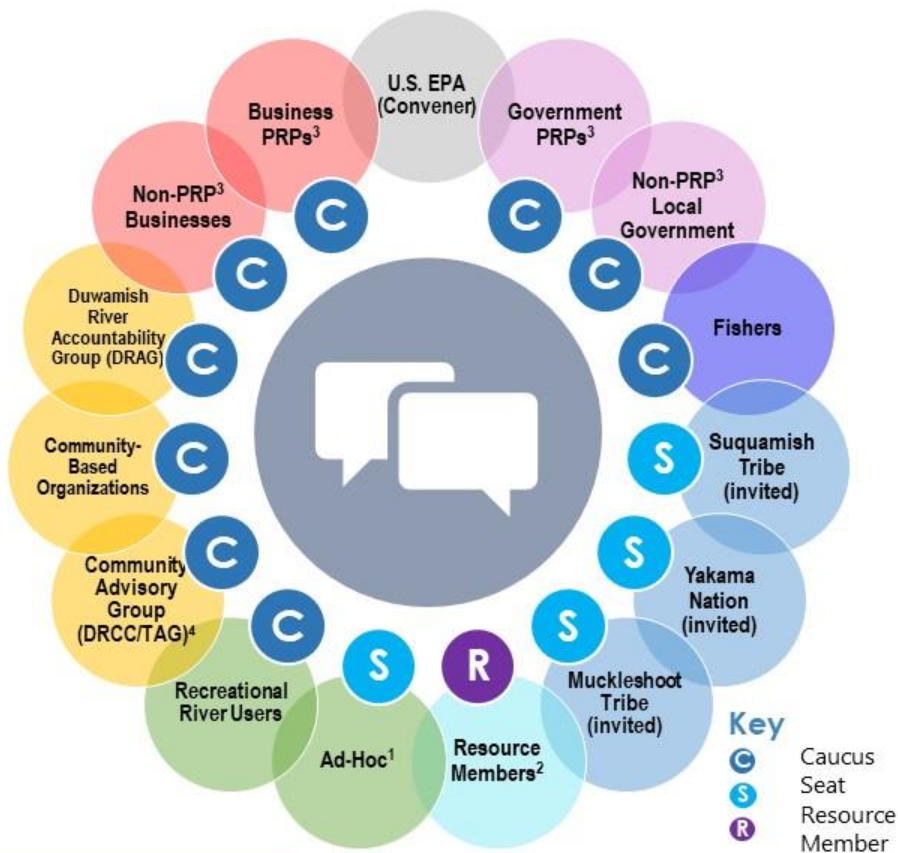 U.S. EPA
(Convener)
Government
PRPs³
Non-PRP³
Local
Government
Fishers
Suquamish
Tribe
(invited)
Yakama
Nation
(invited)
Muckleshoot
Tribe
(invited)
Resource
Members²
Ad-Hoc¹
Recreational
River Users
Community
Advisory
Group
(DRCC/TAG)⁴
Community-
Based
Organizations
Duwamish
River
Accountability
Group (DRAG)
Non-PRP³
Businesses
Business
PRPs³
C
C
C
S
S
S
R
S
C
C
C
C
C
C
Key
C Caucus
S Seat
R Resource
Member